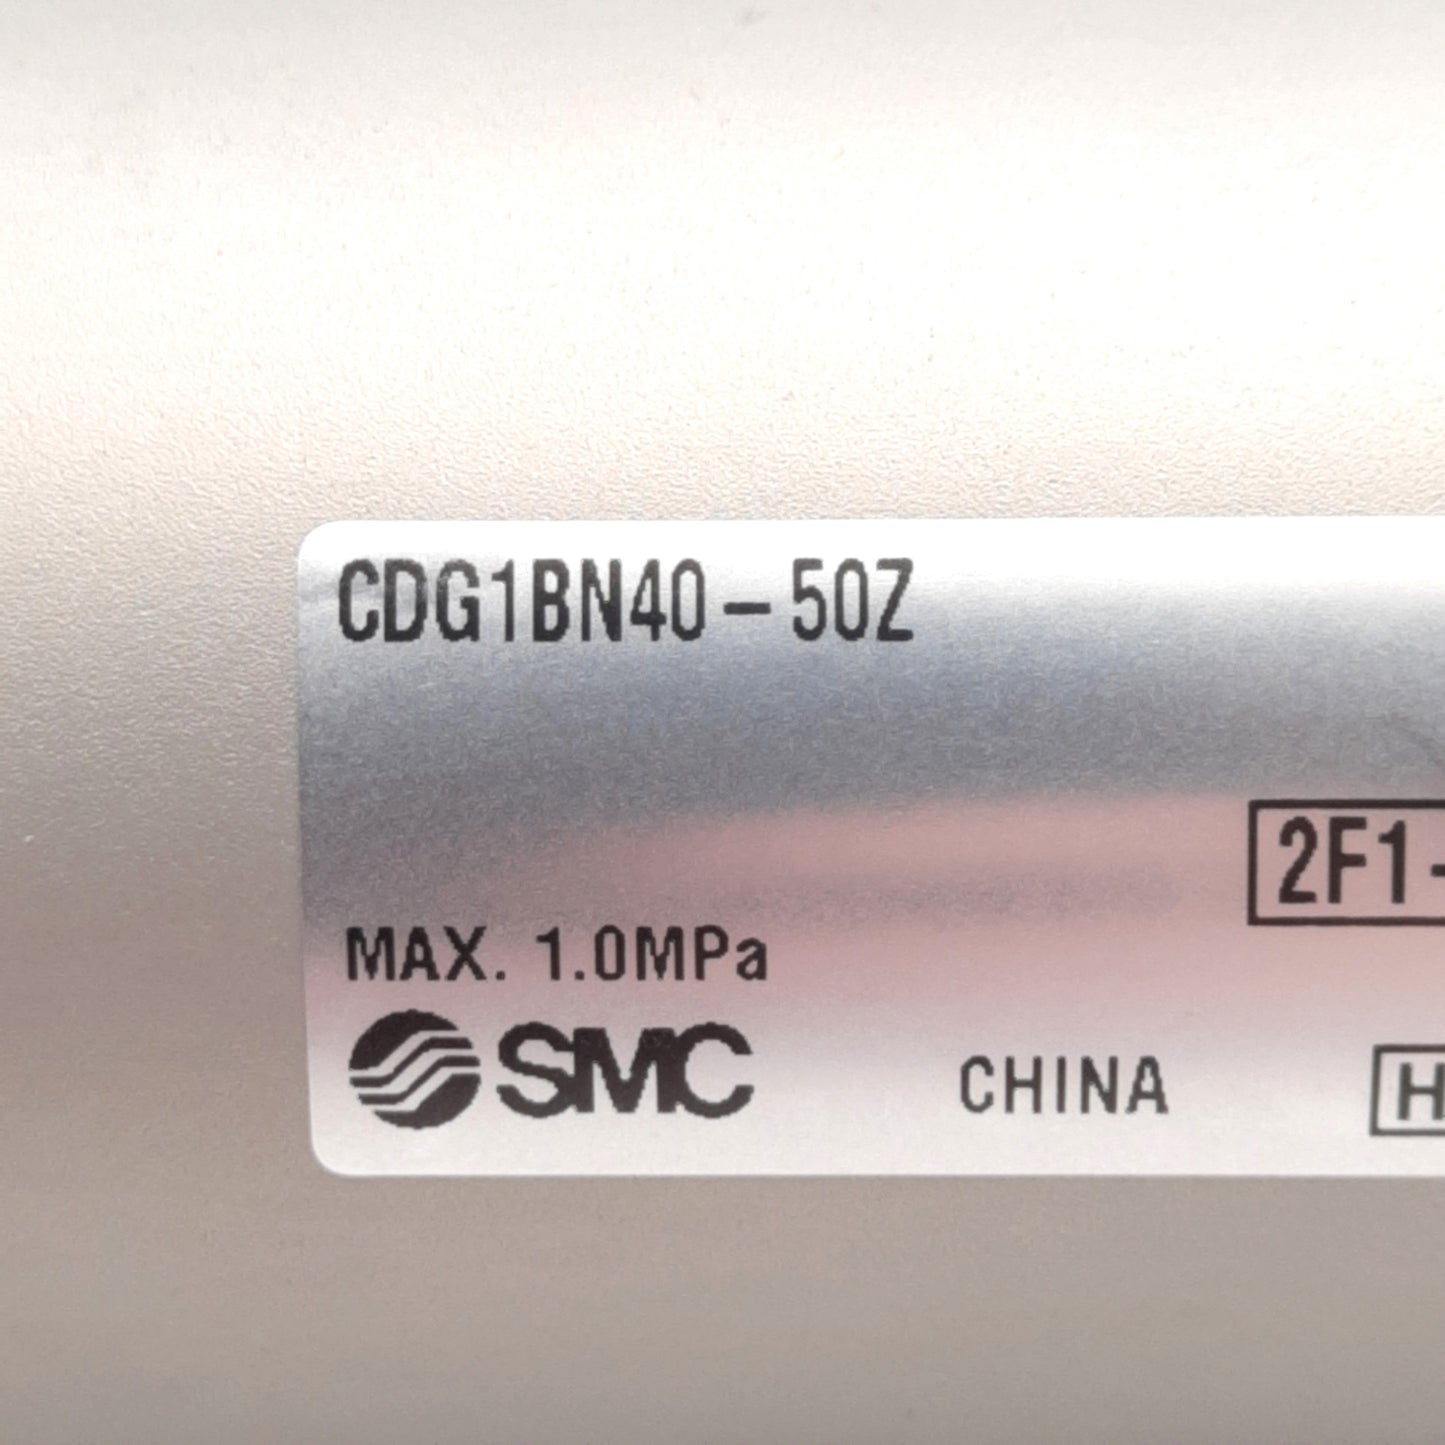 CDG1BN40-50Z
2F1-
MAX. 1.0MPa
SMC CHINA H